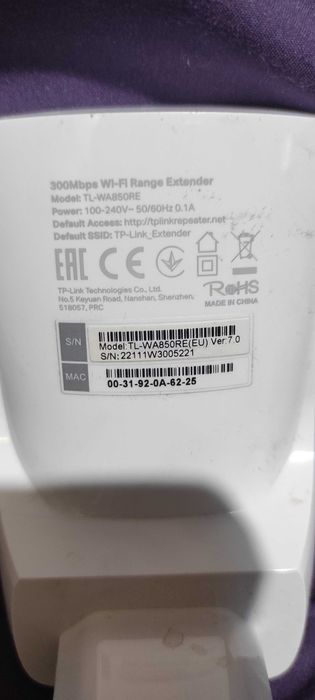 300Mbps Wi-Fi Range Extender
Model: TL-WA850RE
Power: 100-240V~ 50/60Hz 0.1A
Default Access: http://tplinkrepeater.net
Default SSID: TP-Link_Extender
EAC CE
RoHS
TP-Link Technologies Co., Ltd.
No.5 Keyuan Road, Nanshan, Shenzhen,
518057, PRC
MADE IN CHINA
S/N
Model:TL-WA850RE(EU) Ver:7.0
S/N:22111W3005221
MAC
00-31-92-0A-62-25